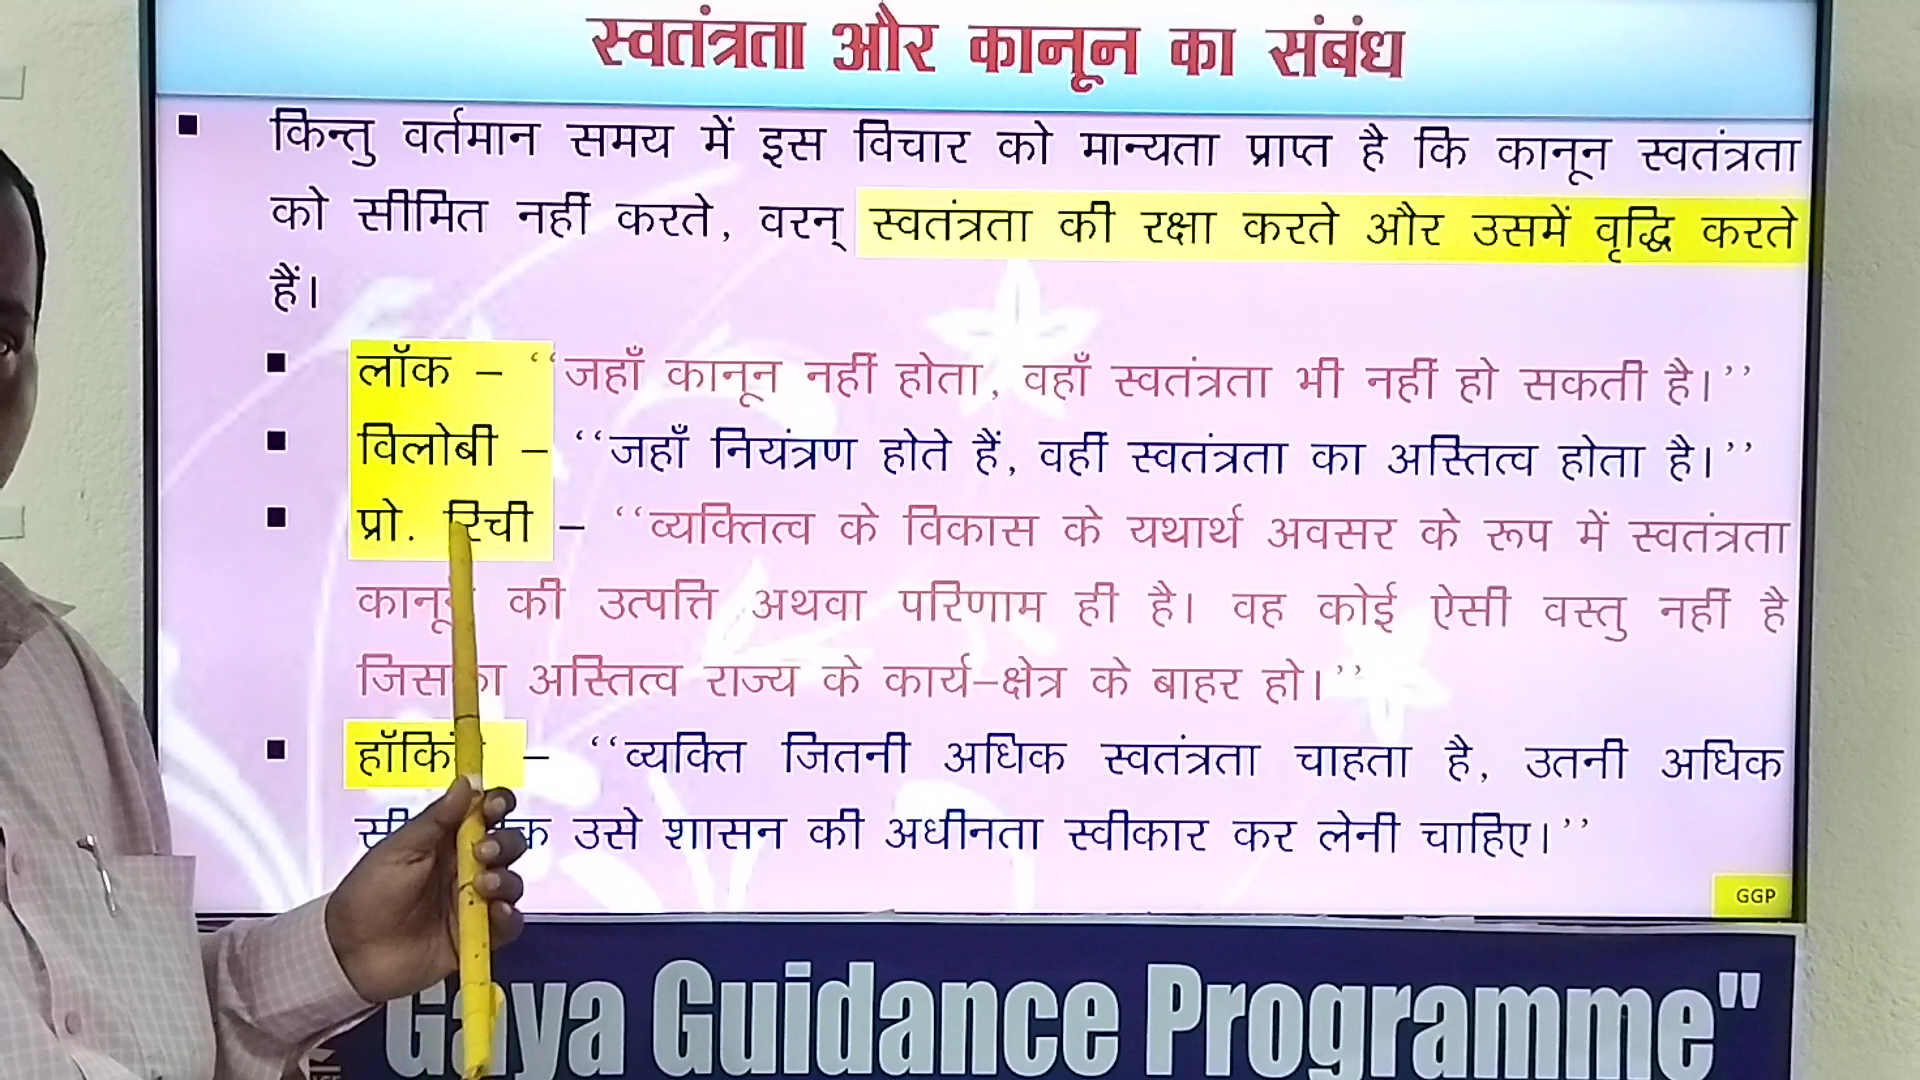 स्वतंत्रता और कानून का संबंध
▪ किन्तु वर्तमान समय में इस विचार को मान्यता प्राप्त है कि कानून स्वतंत्रता
को सीमित नहीं करते, वरन् स्वतंत्रता की रक्षा करते और उसमें वृद्धि करते
हैं।
▪ लॉक – ‘‘जहाँ कानून नहीं होता, वहाँ स्वतंत्रता भी नहीं हो सकती है।’’
▪ विलोबी – ‘‘जहाँ नियंत्रण होते हैं, वहीं स्वतंत्रता का अस्तित्व होता है।’’
▪ प्रो. रिची – ‘‘व्यक्तित्व के विकास के यथार्थ अवसर के रूप में स्वतंत्रता
की उत्पत्ति अथवा परिणाम ही है। वह कोई ऐसी वस्तु नहीं है
जिसका अस्तित्व राज्य के कार्य–क्षेत्र के बाहर हो।’’
▪ – ‘‘व्यक्ति जितनी अधिक स्वतंत्रता चाहता है, उतनी अधिक
उसे शासन की अधीनता स्वीकार कर लेनी चाहिए।’’
GGP
Gaya Guidance Programme"